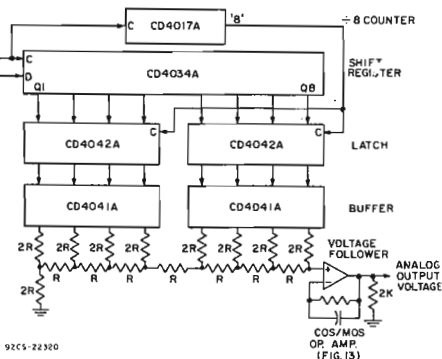 C CD4017A '8' ÷8 COUNTER
C
D CD4034A SHIFT REGISTER
Q1 Q8
CD4042A C CD4042A C LATCH
CD4041A CD4041A BUFFER
2R 2R 2R 2R 2R 2R 2R 2R VOLTAGE FOLLOWER
R R R R R R R
+
-
ANALOG OUTPUT VOLTAGE
2R
2K
COS/MOS
OP. AMP.
(FIG. 13)
92CS-22320